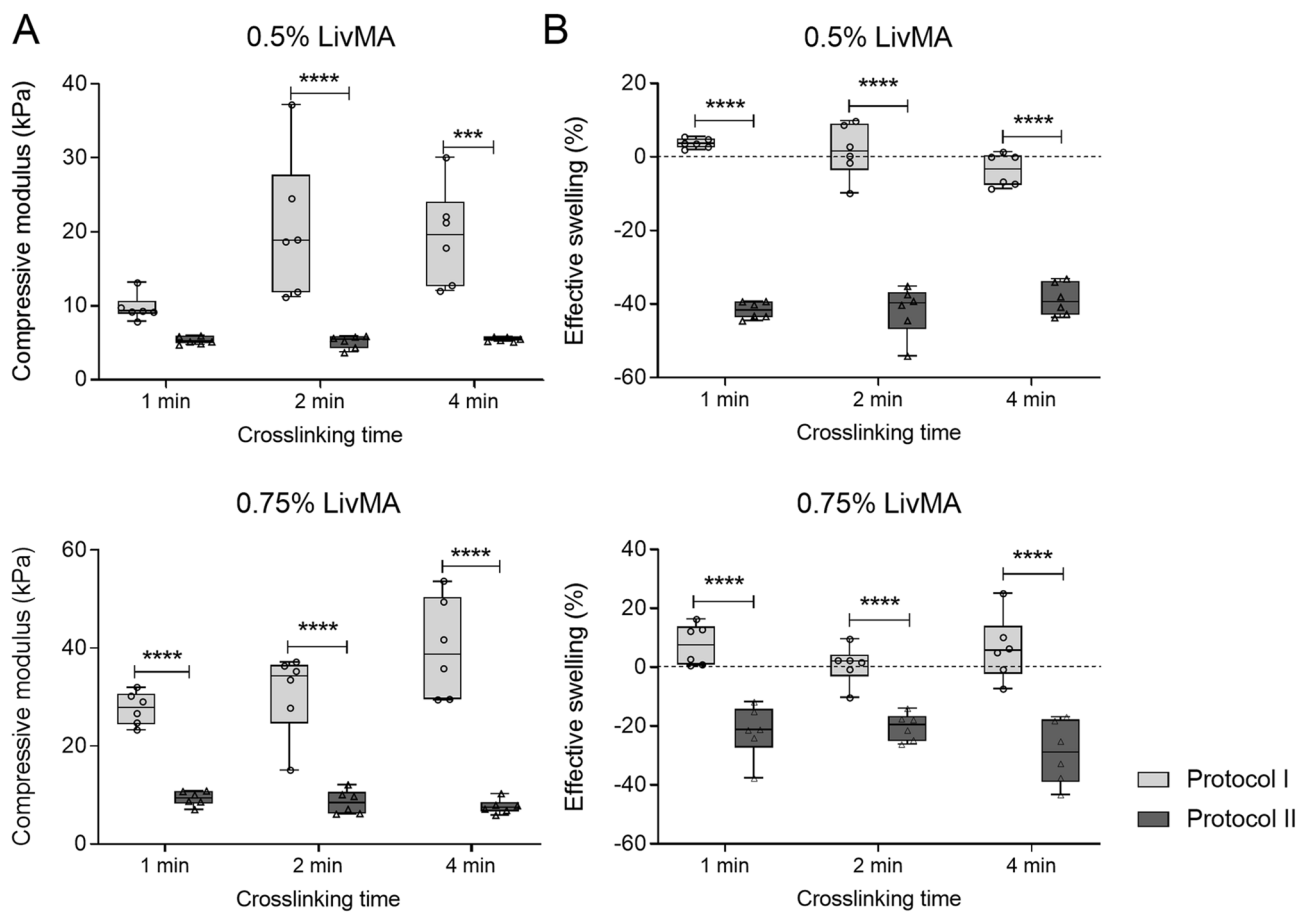 A
0.5% LivMA
Compressive modulus (kPa)
40
30
20
10
0
****
***
1 min
2 min
4 min
Crosslinking time
B
0.5% LivMA
Effective swelling (%)
20
0
-20
-40
-60
****
****
****
1 min
2 min
4 min
Crosslinking time
0.75% LivMA
Compressive modulus (kPa)
60
40
20
0
****
****
****
1 min
2 min
4 min
Crosslinking time
0.75% LivMA
Effective swelling (%)
40
20
0
-20
-40
-60
****
****
****
1 min
2 min
4 min
Crosslinking time
Protocol I
Protocol II